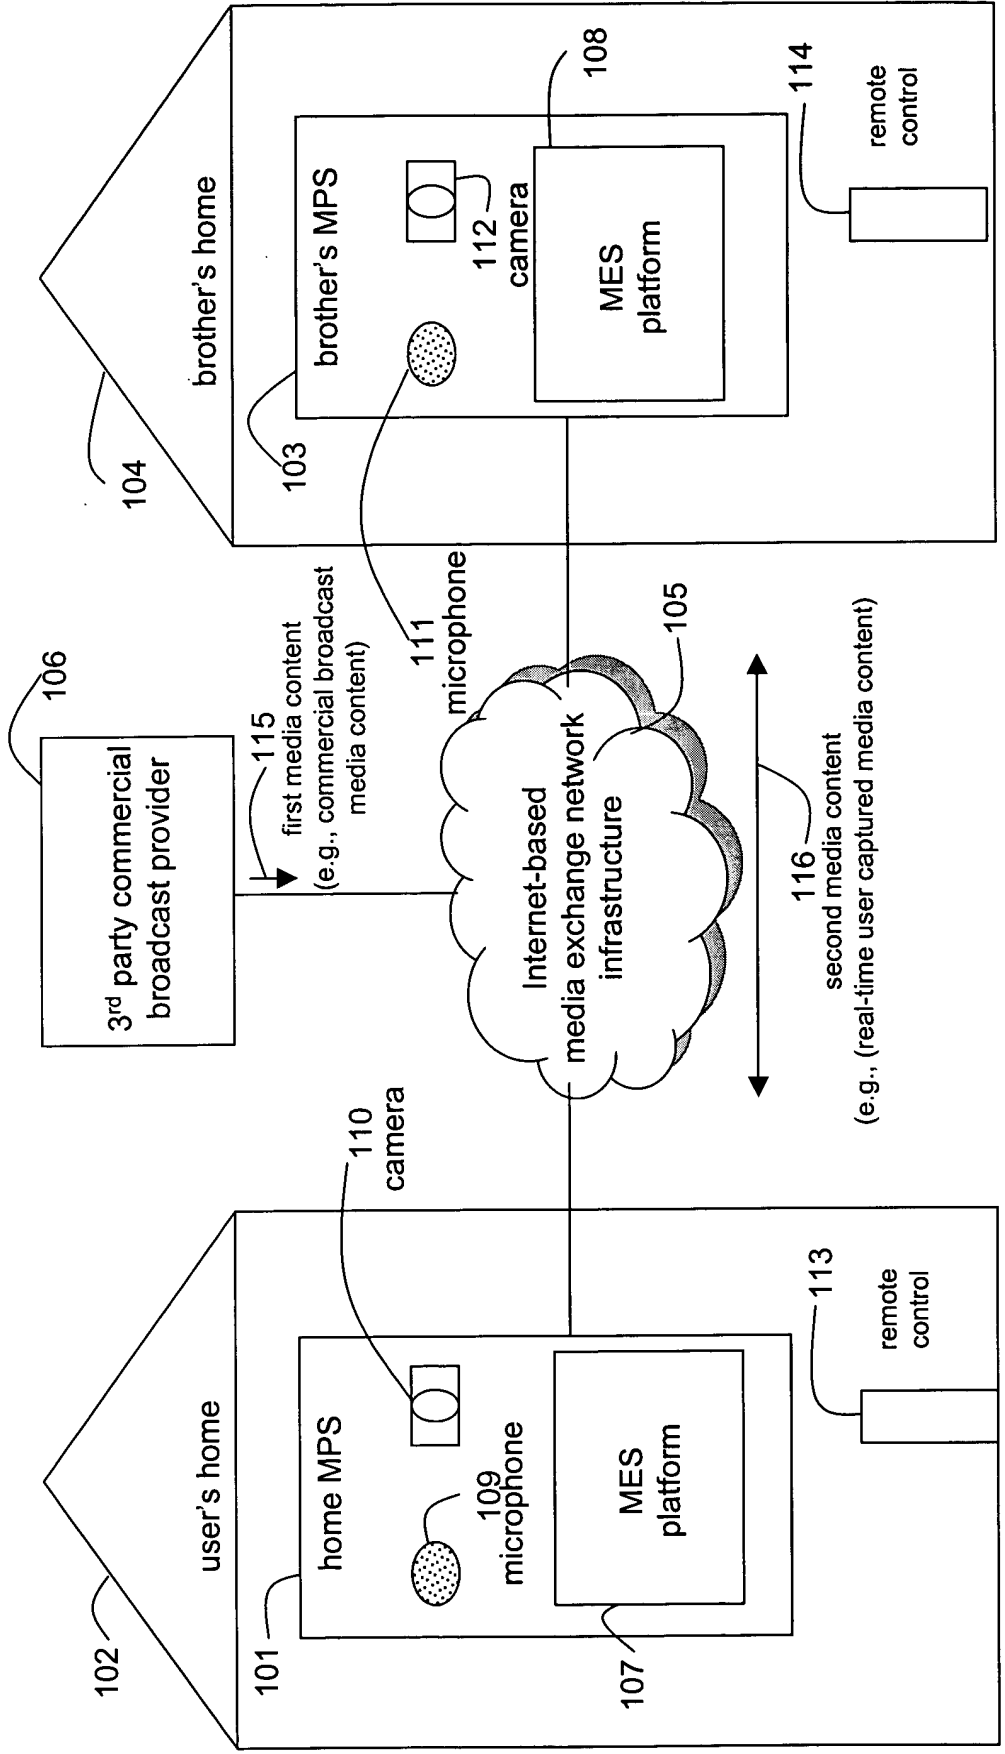 102
user's home
101
home MPS
109
microphone
110
camera
MES
platform
107
113
remote
control
106
3rd party commercial
broadcast provider
115
first media content
(e.g., commercial broadcast
media content)
Internet-based
media exchange network
infrastructure
105
116
second media content
(e.g., (real-time user captured media content)
104
brother's home
103
brother's MPS
111
microphone
112
camera
108
MES
platform
114
remote
control